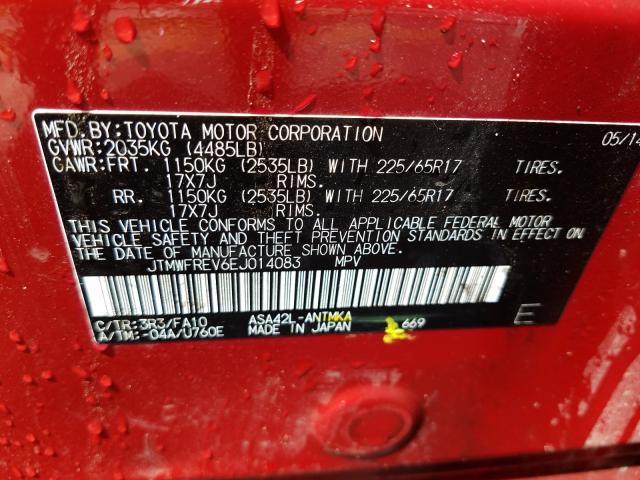 MFD.BY:TOYOTA MOTOR CORPORATION 05/14
GVWR:2035KG (4485LB)
GAWR:FRT. 1150KG (2535LB) WITH 225/65R17 TIRES.
17X7J RIMS.
RR. 1150KG (2535LB) WITH 225/65R17 TIRES.
17X7J RIMS.
THIS VEHICLE CONFORMS TO ALL APPLICABLE FEDERAL MOTOR
VEHICLE SAFETY AND THEFT PREVENTION STANDARDS IN EFFECT ON
THE DATE OF MANUFACTURE SHOWN ABOVE.
JTMWFREV6EJ014083 MPV
C/TR:3R3/FA10 ASA42L-ANTMKA 669 E
A/TM:-04A/U760E MADE IN JAPAN